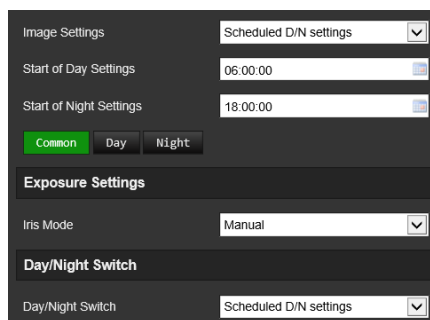 Image Settings Scheduled D/N settings
Start of Day Settings 06:00:00
Start of Night Settings 18:00:00
Common Day Night
Exposure Settings
Iris Mode Manual
Day/Night Switch
Day/Night Switch Scheduled D/N settings